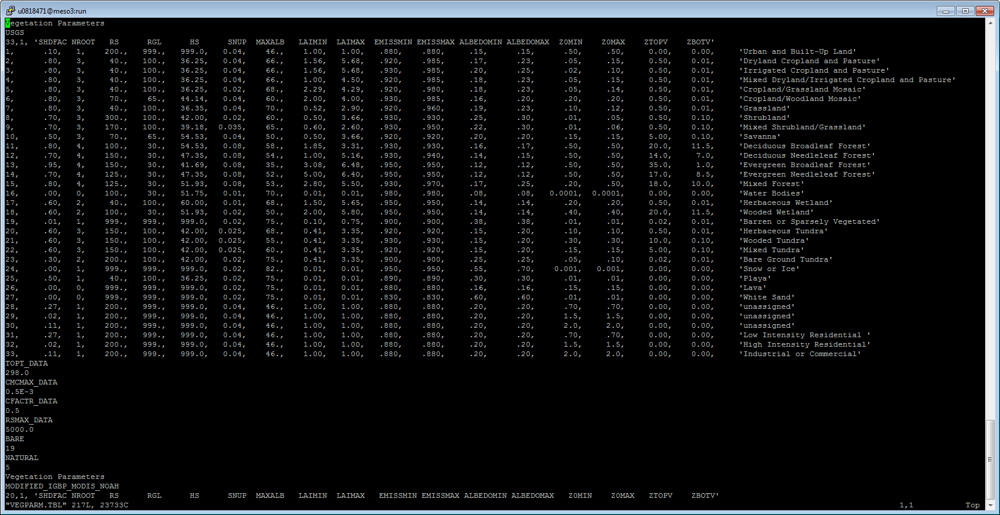 u0818471@meso3:run
Vegetation Parameters
USGS
33,1, 'SHDFAC NROOT RS RGL HS SNUP MAXALB LAIMIN LAIMAX EMISSMIN EMISSMAX ALBEDOMIN ALBEDOMAX Z0MIN Z0MAX ZTOPV ZBOTV'
1, .10, 1, 200., 999., 999.0, 0.04, 46., 1.00, 1.00, .880, .880, .15, .15, .50, .50, 0.00, 0.00, 'Urban and Built-Up Land'
2, .80, 3, 40., 100., 36.25, 0.04, 66., 1.56, 5.68, .920, .985, .17, .23, .05, .15, 0.50, 0.01, 'Dryland Cropland and Pasture'
3, .80, 3, 40., 100., 36.25, 0.04, 66., 1.56, 5.68, .930, .985, .20, .25, .02, .10, 0.50, 0.01, 'Irrigated Cropland and Pasture'
4, .80, 3, 40., 100., 36.25, 0.04, 66., 1.00, 4.50, .920, .985, .18, .23, .05, .15, 0.50, 0.01, 'Mixed Dryland/Irrigated Cropland and Pasture'
5, .80, 3, 40., 100., 36.25, 0.02, 68., 2.29, 4.29, .920, .980, .18, .23, .05, .14, 0.50, 0.01, 'Cropland/Grassland Mosaic'
6, .80, 3, 70., 65., 44.14, 0.04, 60., 2.00, 4.00, .930, .985, .16, .20, .20, .20, 0.50, 0.01, 'Cropland/Woodland Mosaic'
7, .80, 3, 40., 100., 36.35, 0.04, 70., 0.52, 2.90, .920, .960, .19, .23, .10, .12, 0.50, 0.01, 'Grassland'
8, .70, 3, 300., 100., 42.00, 0.02, 60., 0.50, 3.66, .930, .930, .25, .30, .01, .05, 0.50, 0.10, 'Shrubland'
9, .70, 3, 170., 100., 39.18, 0.035, 65., 0.60, 2.60, .930, .950, .22, .30, .01, .06, 0.50, 0.10, 'Mixed Shrubland/Grassland'
10, .50, 3, 70., 65., 54.53, 0.04, 50., 0.50, 3.66, .920, .920, .20, .20, .15, .15, 5.00, 0.10, 'Savanna'
11, .80, 4, 100., 30., 54.53, 0.08, 58., 1.85, 3.31, .930, .930, .16, .17, .50, .50, 20.0, 11.5, 'Deciduous Broadleaf Forest'
12, .70, 4, 150., 30., 47.35, 0.08, 54., 1.00, 5.16, .930, .940, .14, .15, .50, .50, 14.0, 7.0, 'Deciduous Needleleaf Forest'
13, .95, 4, 150., 30., 41.69, 0.08, 35., 3.08, 6.48, .950, .950, .12, .12, .50, .50, 35.0, 1.0, 'Evergreen Broadleaf Forest'
14, .70, 4, 125., 30., 47.35, 0.08, 52., 5.00, 6.40, .950, .950, .12, .12, .50, .50, 17.0, 8.5, 'Evergreen Needleleaf Forest'
15, .80, 4, 125., 30., 51.93, 0.08, 53., 2.80, 5.50, .930, .970, .17, .25, .20, .50, 18.0, 10.0, 'Mixed Forest'
16, .00, 0, 100., 30., 51.75, 0.01, 70., 0.01, 0.01, .980, .980, .08, .08, 0.0001, 0.0001, 0.00, 0.00, 'Water Bodies'
17, .60, 2, 40., 100., 60.00, 0.01, 68., 1.50, 5.65, .950, .950, .14, .14, .20, .20, 0.50, 0.01, 'Herbaceous Wetland'
18, .60, 2, 100., 30., 51.93, 0.02, 50., 2.00, 5.80, .950, .950, .14, .14, .40, .40, 20.0, 11.5, 'Wooded Wetland'
19, .01, 1, 999., 999., 999.0, 0.02, 75., 0.10, 0.75, .900, .900, .38, .38, .01, .01, 0.02, 0.01, 'Barren or Sparsely Vegetated'
20, .60, 3, 150., 100., 42.00, 0.025, 68., 0.41, 3.35, .920, .920, .15, .20, .10, .10, 0.50, 0.01, 'Herbaceous Tundra'
21, .60, 3, 150., 100., 42.00, 0.025, 55., 0.41, 3.35, .930, .930, .15, .20, .30, .30, 10.0, 0.10, 'Wooded Tundra'
22, .60, 3, 150., 100., 42.00, 0.025, 60., 0.41, 3.35, .920, .920, .15, .20, .15, .15, 5.00, 0.10, 'Mixed Tundra'
23, .30, 2, 200., 100., 42.00, 0.02, 75., 0.41, 3.35, .900, .900, .25, .25, .05, .10, 0.02, 0.01, 'Bare Ground Tundra'
24, .00, 1, 999., 999., 999.0, 0.02, 82., 0.01, 0.01, .950, .950, .55, .70, 0.001, 0.001, 0.00, 0.00, 'Snow or Ice'
25, .50, 1, 40., 100., 36.25, 0.02, 75., 0.01, 0.01, .890, .890, .30, .30, .01, .01, 0.00, 0.00, 'Playa'
26, .00, 0, 999., 999., 999.0, 0.02, 75., 0.01, 0.01, .880, .880, .16, .16, .15, .15, 0.00, 0.00, 'Lava'
27, .00, 0, 999., 999., 999.0, 0.02, 75., 0.01, 0.01, .830, .830, .60, .60, .01, .01, 0.00, 0.00, 'White Sand'
28, .27, 1, 200., 999., 999.0, 0.04, 46., 1.00, 1.00, .880, .880, .20, .20, .70, .70, 0.00, 0.00, 'unassigned'
29, .02, 1, 200., 999., 999.0, 0.04, 46., 1.00, 1.00, .880, .880, .20, .20, 1.5, 1.5, 0.00, 0.00, 'unassigned'
30, .11, 1, 200., 999., 999.0, 0.04, 46., 1.00, 1.00, .880, .880, .20, .20, 2.0, 2.0, 0.00, 0.00, 'unassigned'
31, .27, 1, 200., 999., 999.0, 0.04, 46., 1.00, 1.00, .880, .880, .20, .20, .70, .70, 0.00, 0.00, 'Low Intensity Residential '
32, .02, 1, 200., 999., 999.0, 0.04, 46., 1.00, 1.00, .880, .880, .20, .20, 1.5, 1.5, 0.00, 0.00, 'High Intensity Residential'
33, .11, 1, 200., 999., 999.0, 0.04, 46., 1.00, 1.00, .880, .880, .20, .20, 2.0, 2.0, 0.00, 0.00, 'Industrial or Commercial'
TOPT_DATA
298.0
CMCMAX_DATA
0.5E-3
CFACTR_DATA
0.5
RSMAX_DATA
5000.0
BARE
19
NATURAL
5
Vegetation Parameters
MODIFIED_IGBP_MODIS_NOAH
20,1, 'SHDFAC NROOT RS RGL HS SNUP MAXALB LAIMIN LAIMAX EMISSMIN EMISSMAX ALBEDOMIN ALBEDOMAX Z0MIN Z0MAX ZTOPV ZBOTV'
"VEGPARM.TBL" 217L, 23733C 1,1 Top